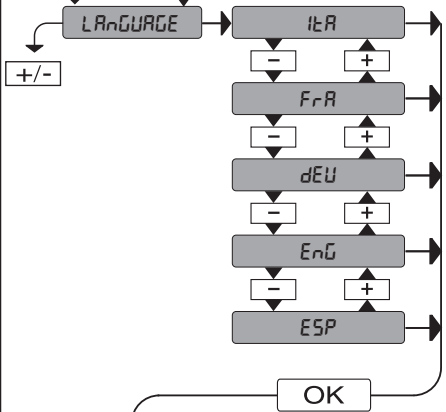 LAnGUAGE
ItA
+/-
- +
FrA
- +
dEU
- +
EnG
- +
ESP
OK